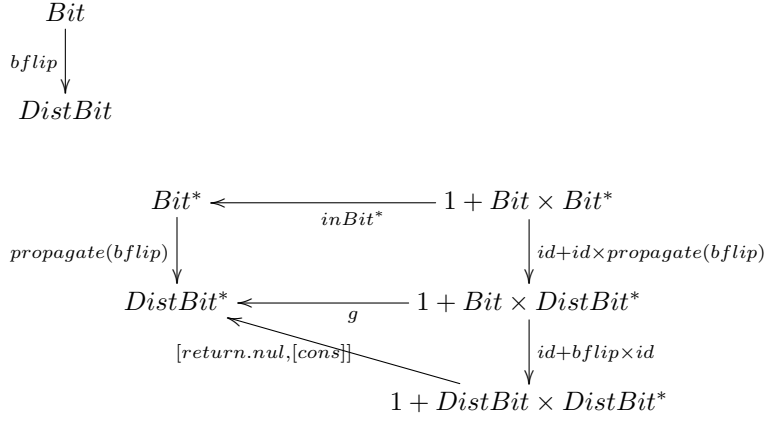 Bit
bflip
DistBit
Bit*
inBit*
1 + Bit × Bit*
propagate(bflip)
id+id×propagate(bflip)
DistBit*
g
1 + Bit × DistBit*
[return.nul,[cons]]
id+bflip×id
1 + DistBit × DistBit*